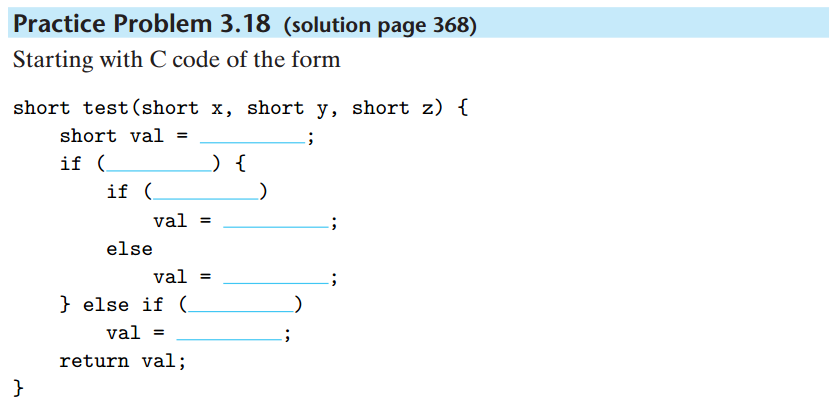 Practice Problem 3.18 (solution page 368)
Starting with C code of the form
short test(short x, short y, short z) {
    short val = __________;
    if (__________) {
        if (__________)
            val = __________;
        else
            val = __________;
    } else if (__________)
        val = __________;
    return val;
}